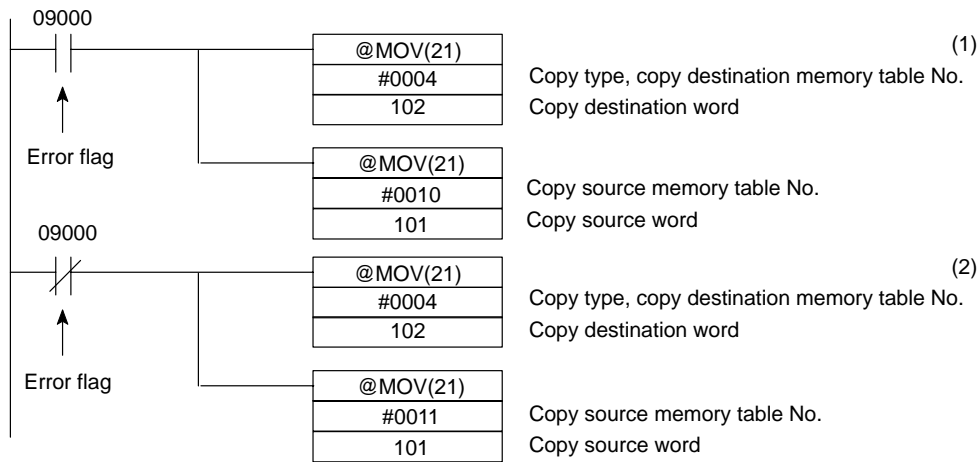 09000
@MOV(21) (1)
#0004 Copy type, copy destination memory table No.
102 Copy destination word
Error flag
@MOV(21)
#0010 Copy source memory table No.
101 Copy source word
09000
@MOV(21) (2)
#0004 Copy type, copy destination memory table No.
102 Copy destination word
Error flag
@MOV(21)
#0011 Copy source memory table No.
101 Copy source word